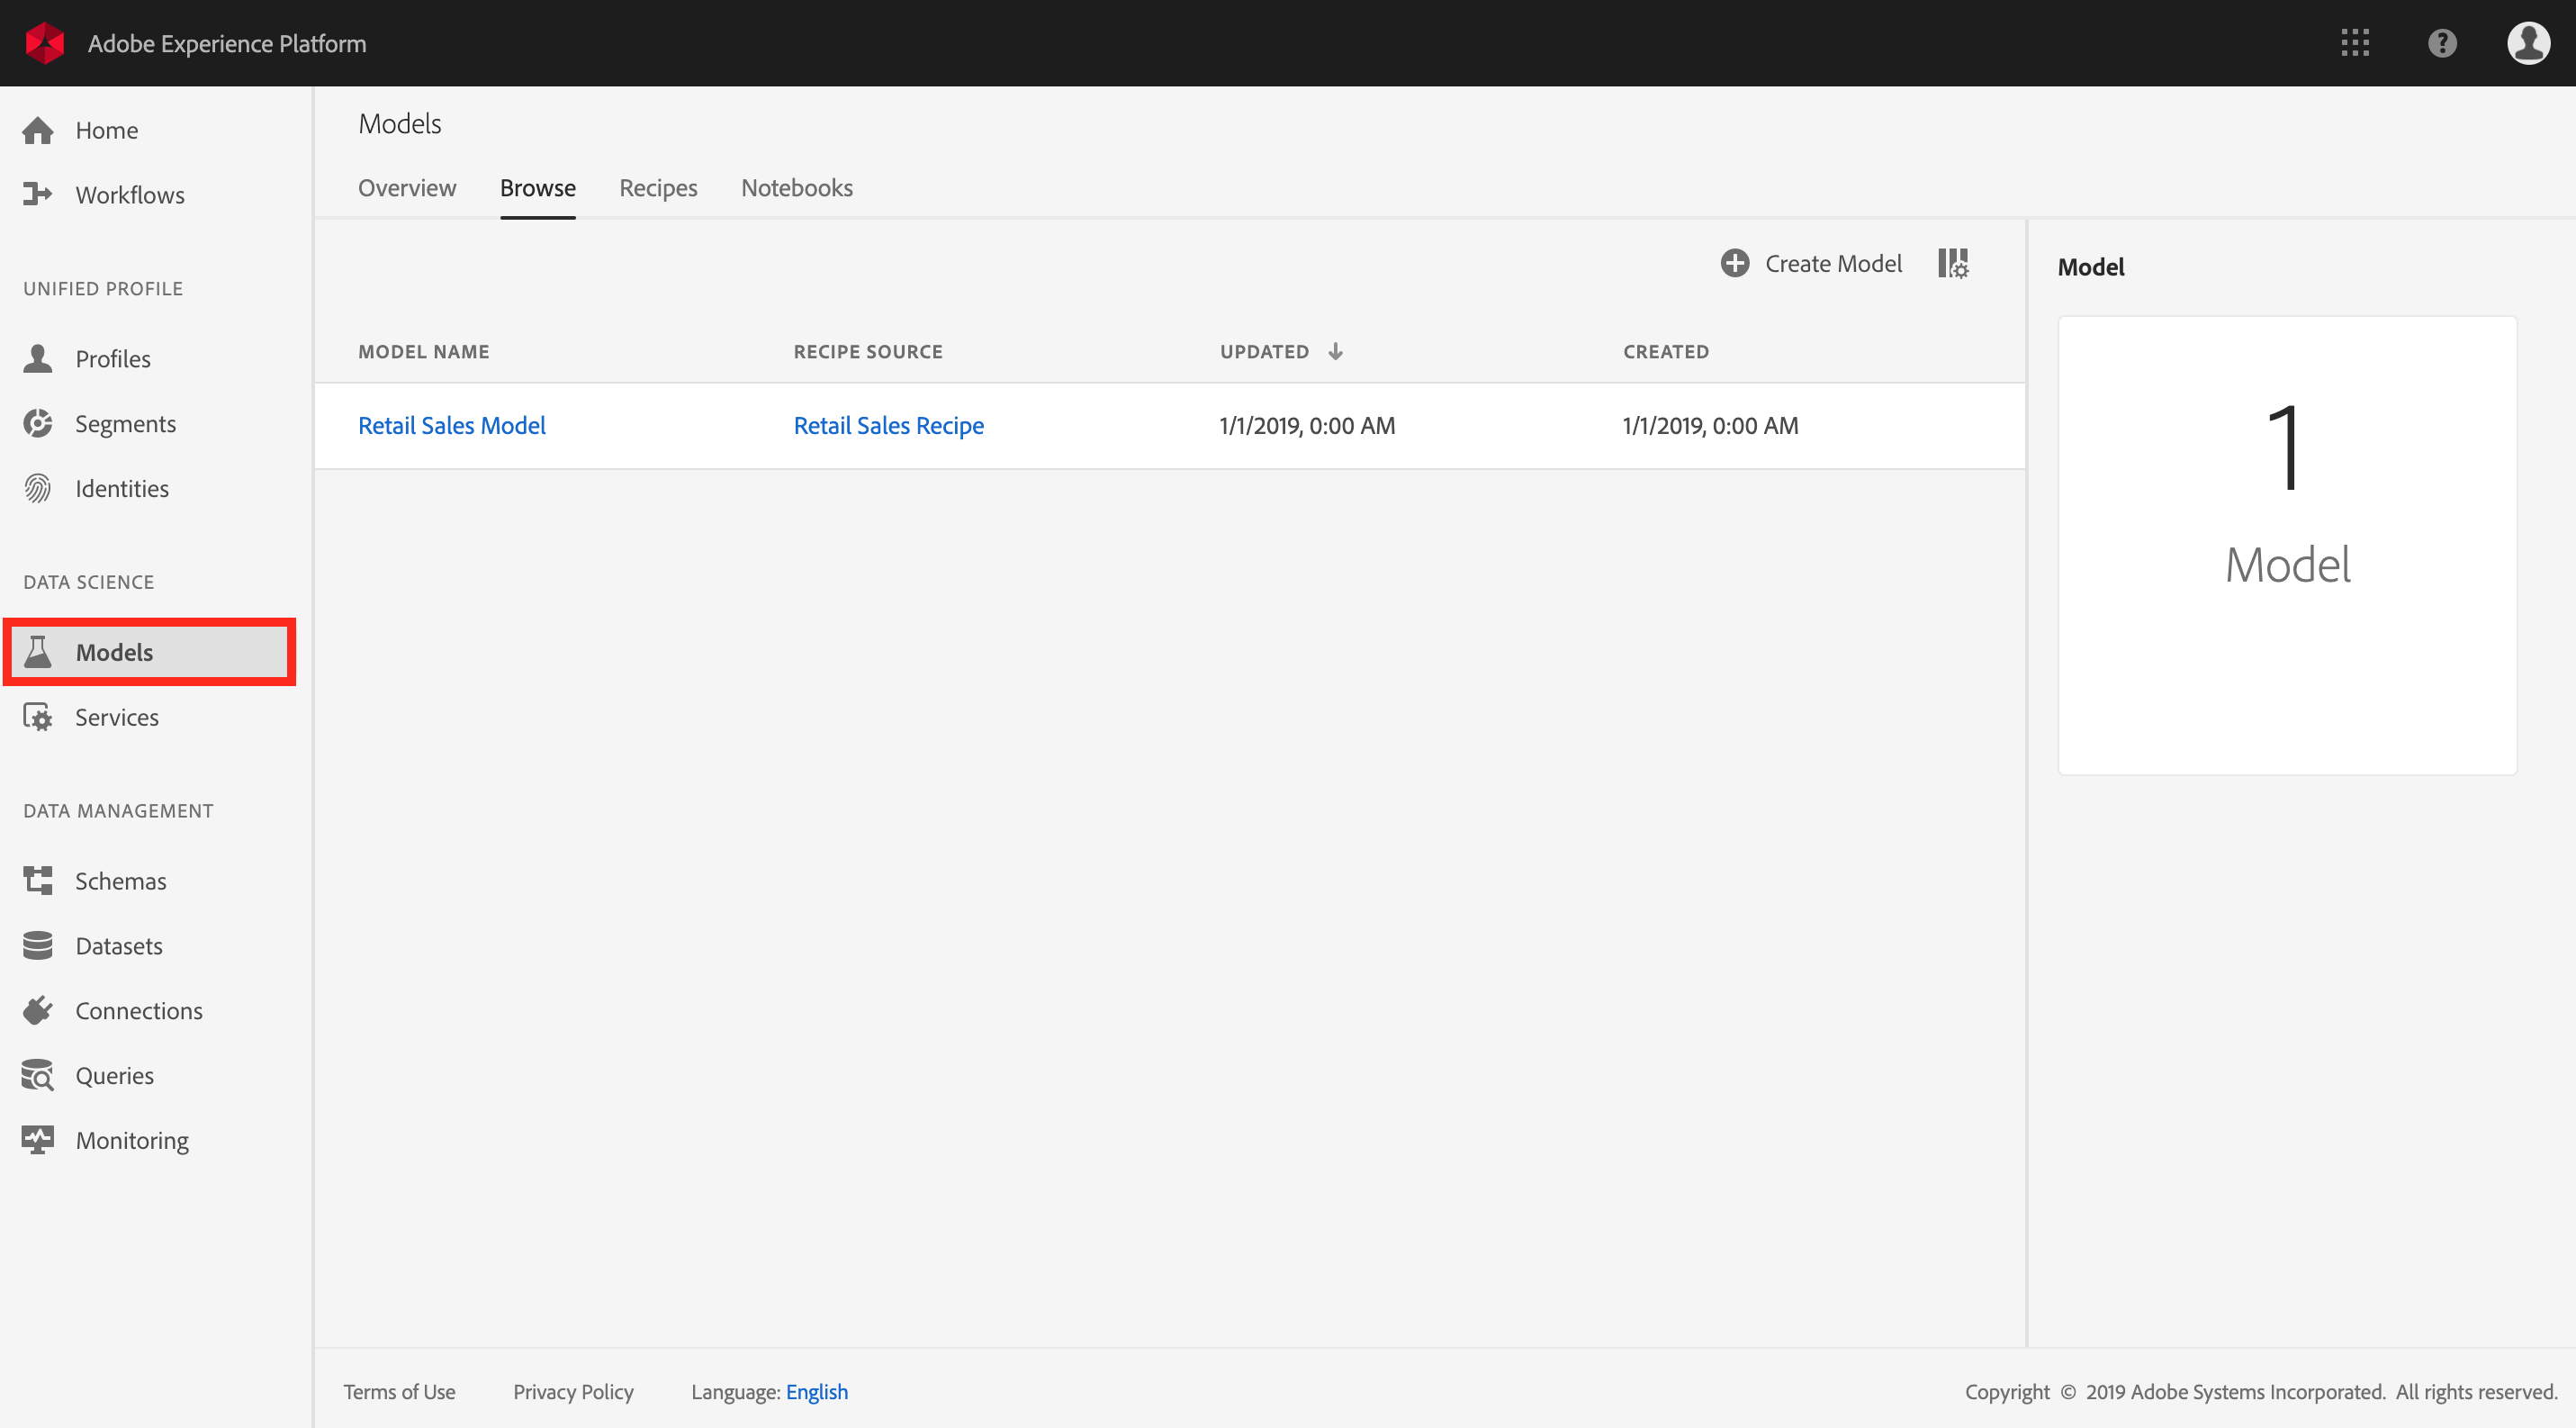 Adobe Experience Platform
Home
Workflows
UNIFIED PROFILE
Profiles
Segments
Identities
DATA SCIENCE
Models
Services
DATA MANAGEMENT
Schemas
Datasets
Connections
Queries
Monitoring
Models
Overview Browse Recipes Notebooks
Create Model
MODEL NAME RECIPE SOURCE UPDATED CREATED
Retail Sales Model Retail Sales Recipe 1/1/2019, 0:00 AM 1/1/2019, 0:00 AM
Model
1
Model
Terms of Use Privacy Policy Language: English Copyright © 2019 Adobe Systems Incorporated. All rights reserved.